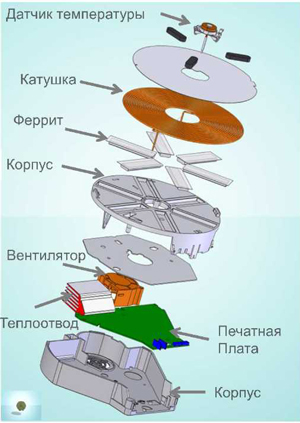 Датчик температуры
Катушка
Феррит
Корпус
Вентилятор
Теплоотвод
Печатная
Плата
Корпус